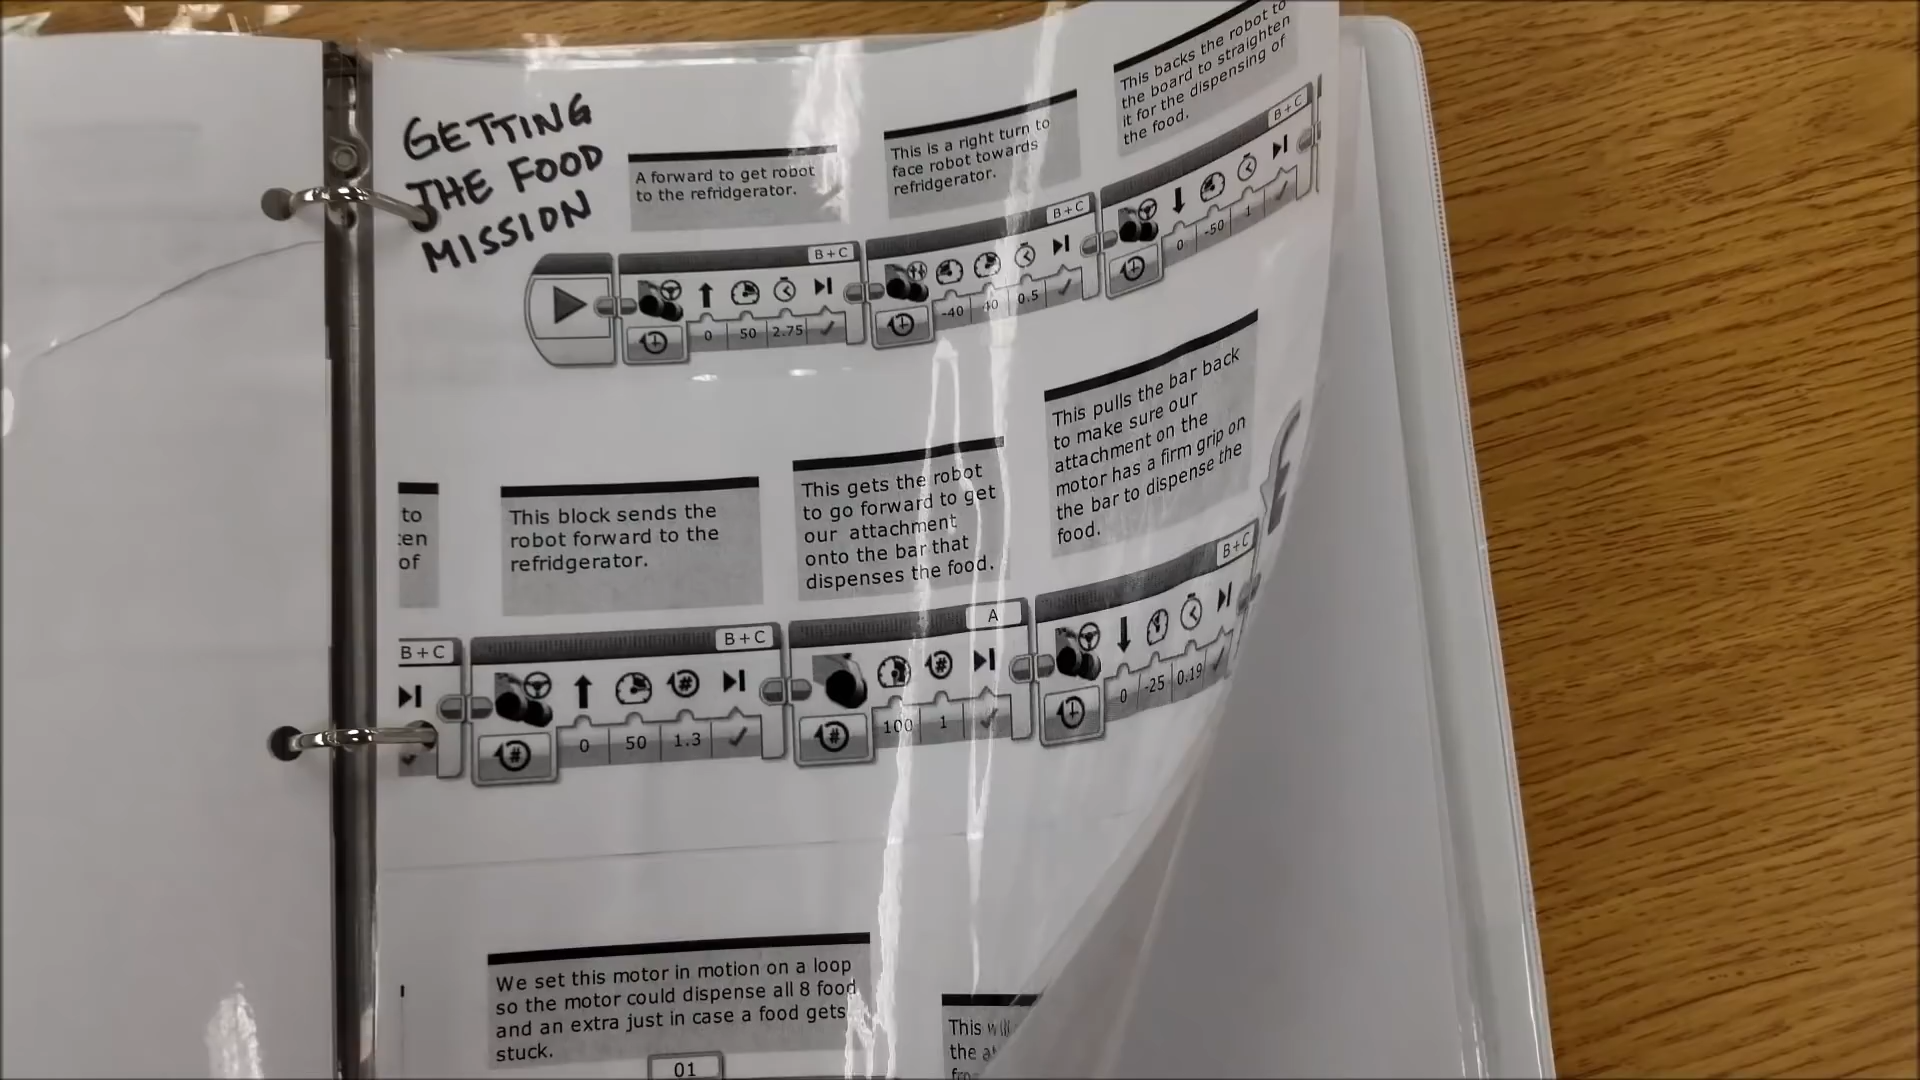 GETTING
THE FOOD
MISSION
A forward to get robot
to the refridgerator.
This is a right turn to
face robot towards
refridgerator.
This backs the robot to
the board to straighten
it for the dispensing of
the food.
B+C
0 50 2.75
B+C
-40 40 0.5
B+C
0 -50 1
to
of
This block sends the
robot forward to the
refridgerator.
This gets the robot
to go forward to get
our attachment
onto the bar that
dispenses the food.
This pulls the bar back
to make sure our
attachment on the
motor has a firm grip on
the bar to dispense the
food.
B+C
B+C
# #
0 50 1.3
A
# #
100 1
B+C
0 -25 0.19
We set this motor in motion on a loop
so the motor could dispense all 8 food
and an extra just in case a food gets
stuck.
01
This
the